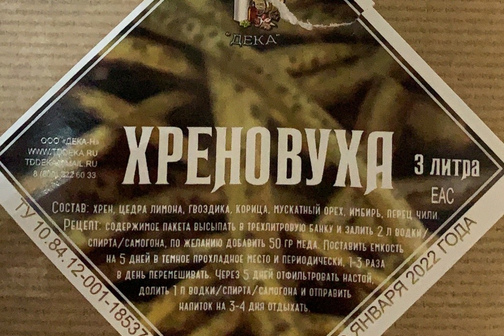 "ДЕКА"
ХРЕНОВУХА
3 литра
ЕАС
ООО «ДЕКА-Н»
WWW.TDDEKA.RU
TDDEKA@MAIL.RU
Состав: хрен, цедра лимона, гвоздика, корица, мускатный орех, имбирь, перец чили.
Рецепт: содержимое пакета высыпать в трехлитровую банку и залить 2 л водки/
спирта/самогона, по желанию добавить 50 гр меда. Поставить емкость
на 5 дней в темное прохладное место и периодически, 1-3 раза
в день перемешивать. Через 5 дней отфильтровать настой,
долить 1 л водки/спирта/самогона и отправить
напиток на 3-4 дня отдыхать.
ТУ 10.84.12-001-18537
ЯНВАРЯ 2022 ГОДА